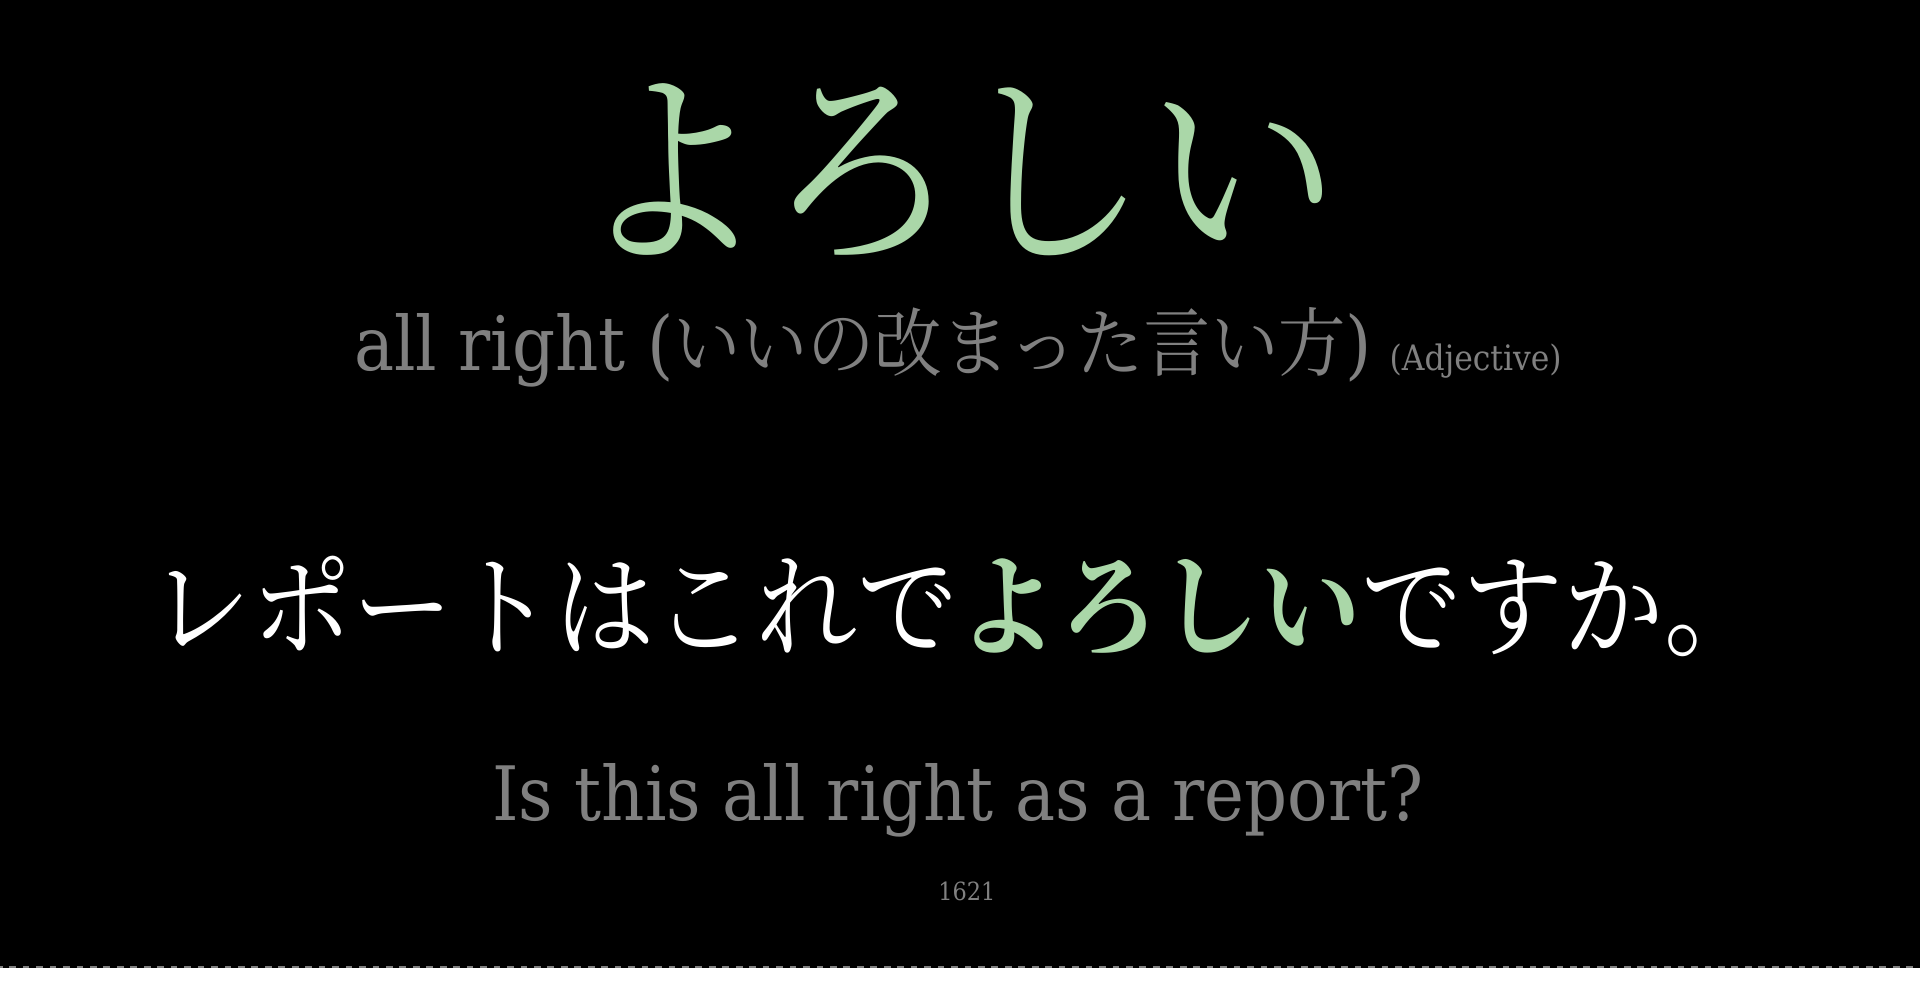 よろしい
all right (いいの改まった言い方) (Adjective)
レポートはこれでよろしいですか。
Is this all right as a report?
1621